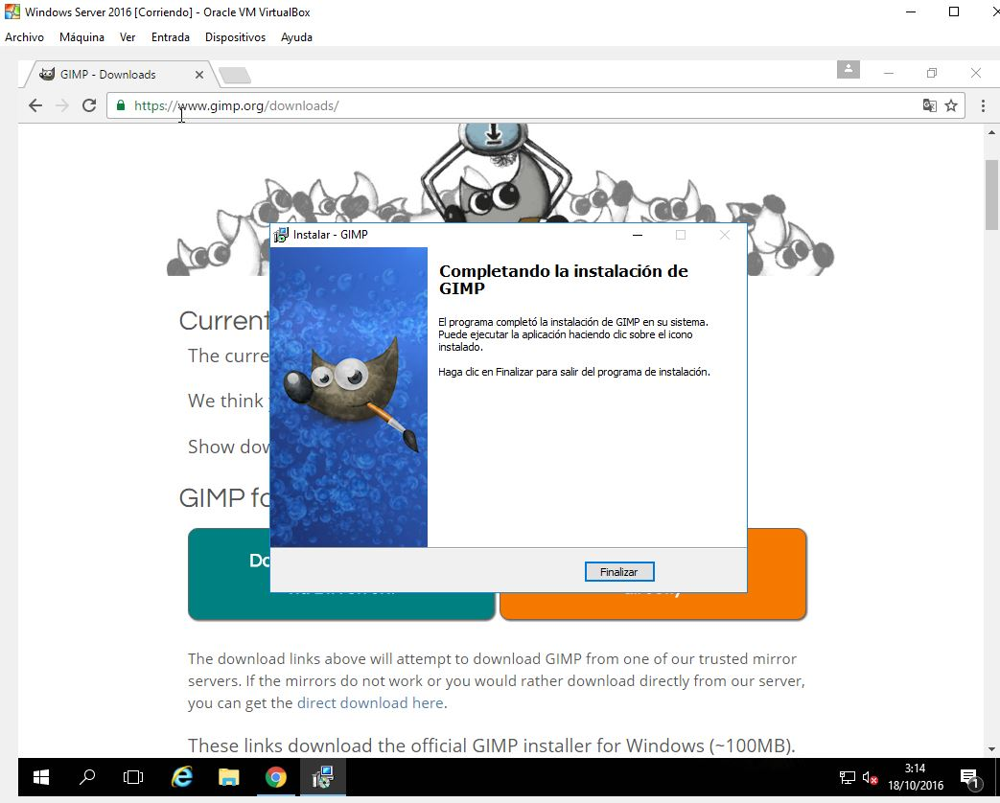 Windows Server 2016 [Corriendo] - Oracle VM VirtualBox
Archivo Máquina Ver Entrada Dispositivos Ayuda
GIMP - Downloads
https://www.gimp.org/downloads/
Instalar - GIMP
Completando la instalación de
GIMP
El programa completó la instalación de GIMP en su sistema.
Puede ejecutar la aplicación haciendo clic sobre el icono
instalado.
Haga clic en Finalizar para salir del programa de instalación.
Finalizar
Current
The curre
We think
Show dow
GIMP fo
Do
The download links above will attempt to download GIMP from one of our trusted mirror
servers. If the mirrors do not work or you would rather download directly from our server,
you can get the direct download here.
These links download the official GIMP installer for Windows (~100MB).
3:14
18/10/2016
1